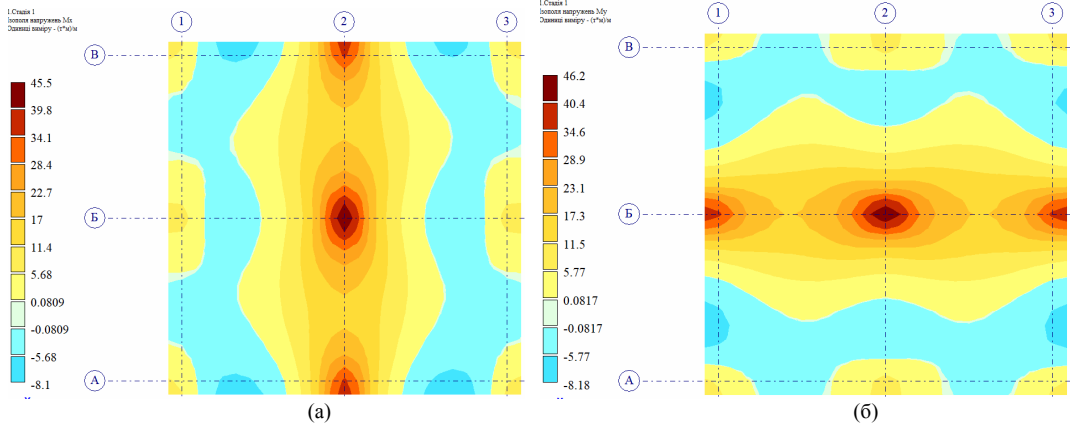 1.Стадія 1
Ізополя напружень Mx
Одиниці виміру - (т*м)/м
1
2
3
В
Б
А
45.5
39.8
34.1
28.4
22.7
17
11.4
5.68
0.0809
-0.0809
-5.68
-8.1
(а)
1.Стадія 1
Ізополя напружень My
Одиниці виміру - (т*м)/м
1
2
3
В
Б
А
46.2
40.4
34.6
28.9
23.1
17.3
11.5
5.77
0.0817
-0.0817
-5.77
-8.18
(б)